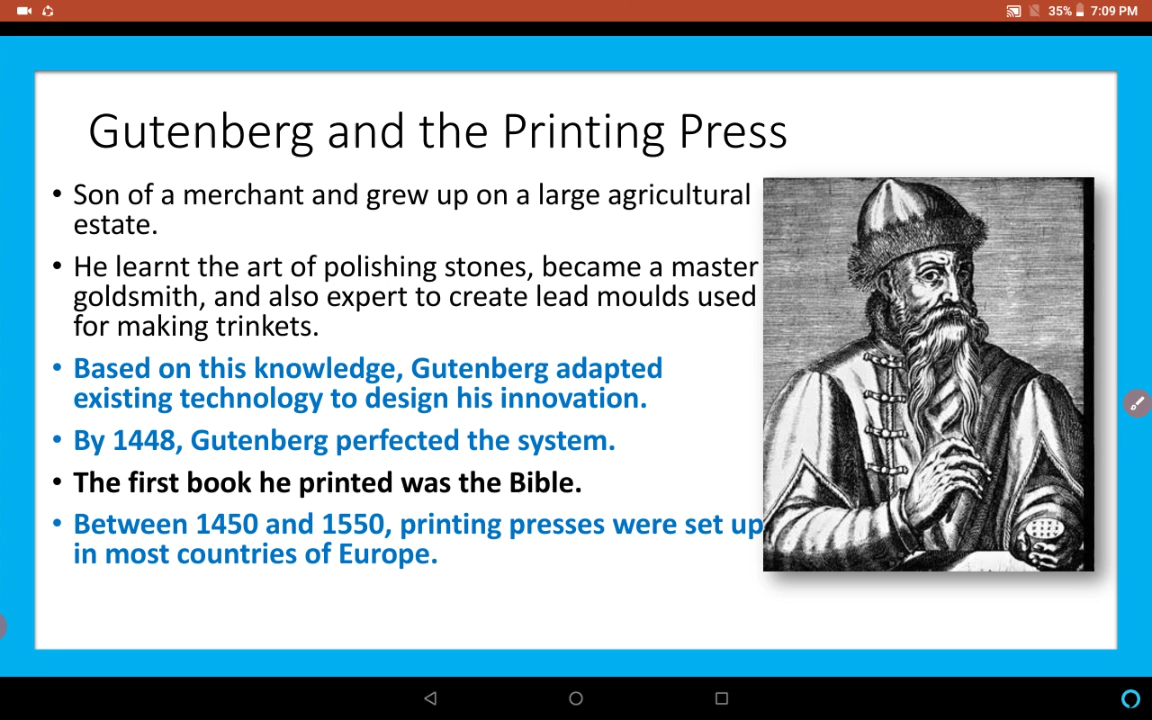 35% 7:09 PM
Gutenberg and the Printing Press
• Son of a merchant and grew up on a large agricultural
estate.
• He learnt the art of polishing stones, became a master
goldsmith, and also expert to create lead moulds used
for making trinkets.
• Based on this knowledge, Gutenberg adapted
existing technology to design his innovation.
• By 1448, Gutenberg perfected the system.
• The first book he printed was the Bible.
• Between 1450 and 1550, printing presses were set up
in most countries of Europe.